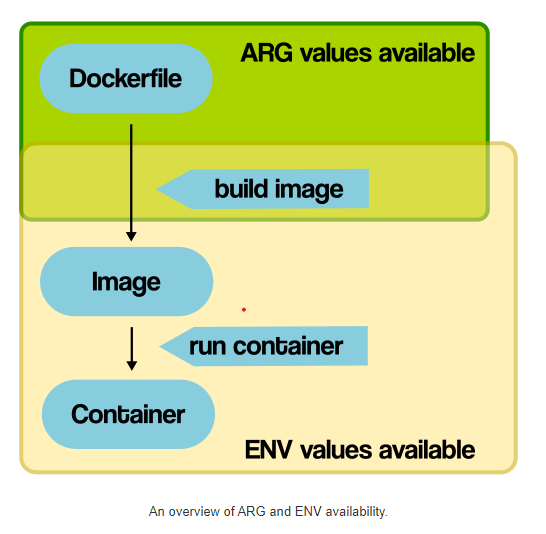 ARG values available
Dockerfile
build image
Image
run container
Container
ENV values available
An overview of ARG and ENV availability.